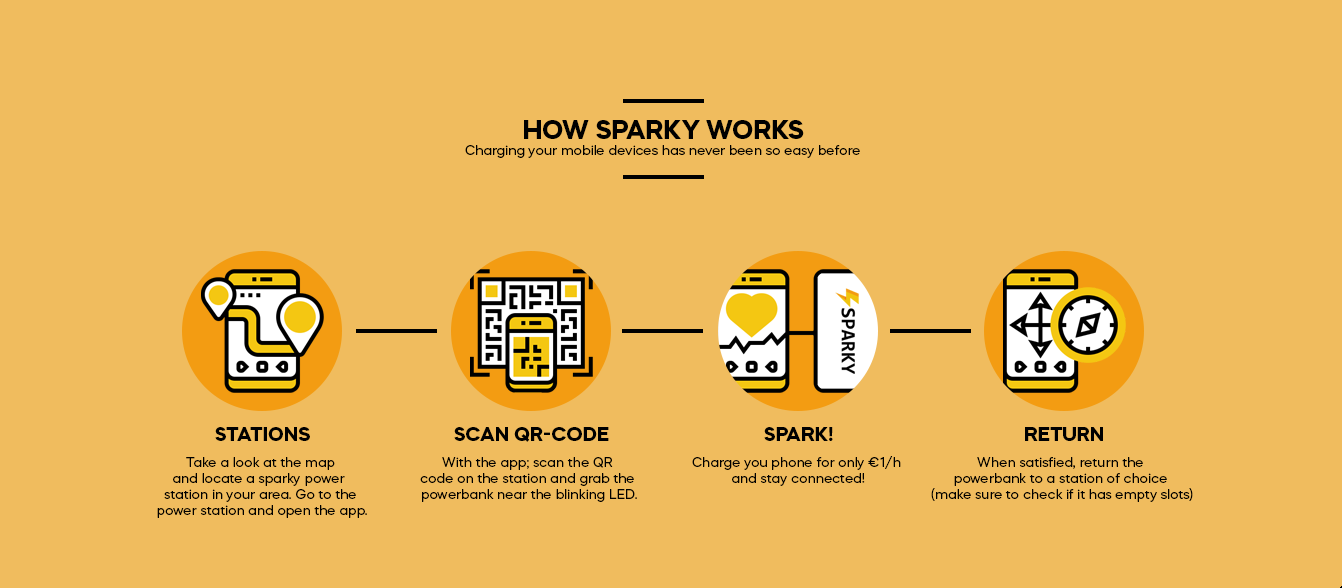 HOW SPARKY WORKS
Charging your mobile devices has never been so easy before
SPARKY
STATIONS
Take a look at the map
and locate a sparky power
station in your area. Go to the
power station and open the app.
SCAN QR-CODE
With the app; scan the QR
code on the station and grab the
powerbank near the blinking LED.
SPARK!
Charge you phone for only €1/h
and stay connected!
RETURN
When satisfied, return the
powerbank to a station of choice
(make sure to check if it has empty slots)